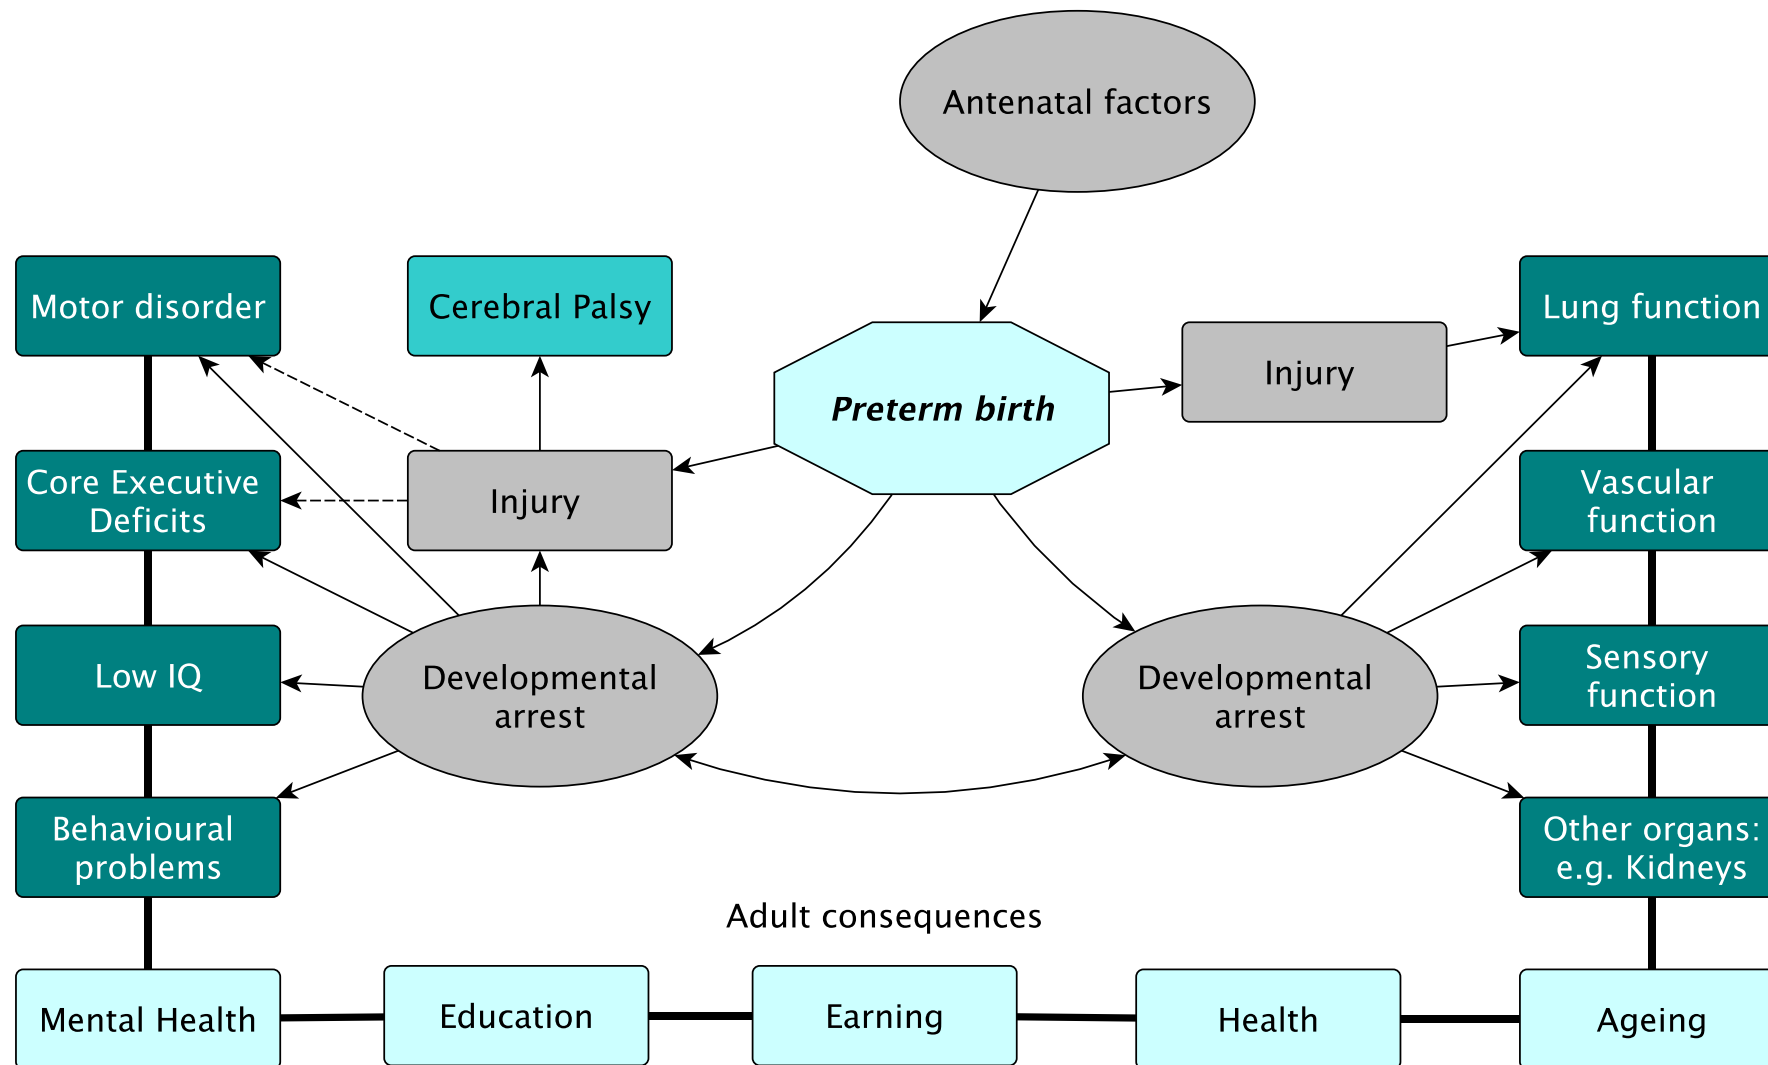 Antenatal factors
Motor disorder
Cerebral Palsy
Lung function
Injury
Preterm birth
Core Executive
Deficits
Injury
Vascular
function
Low IQ
Developmental
arrest
Developmental
arrest
Sensory
function
Behavioural
problems
Other organs:
e.g. Kidneys
Adult consequences
Mental Health
Education
Earning
Health
Ageing